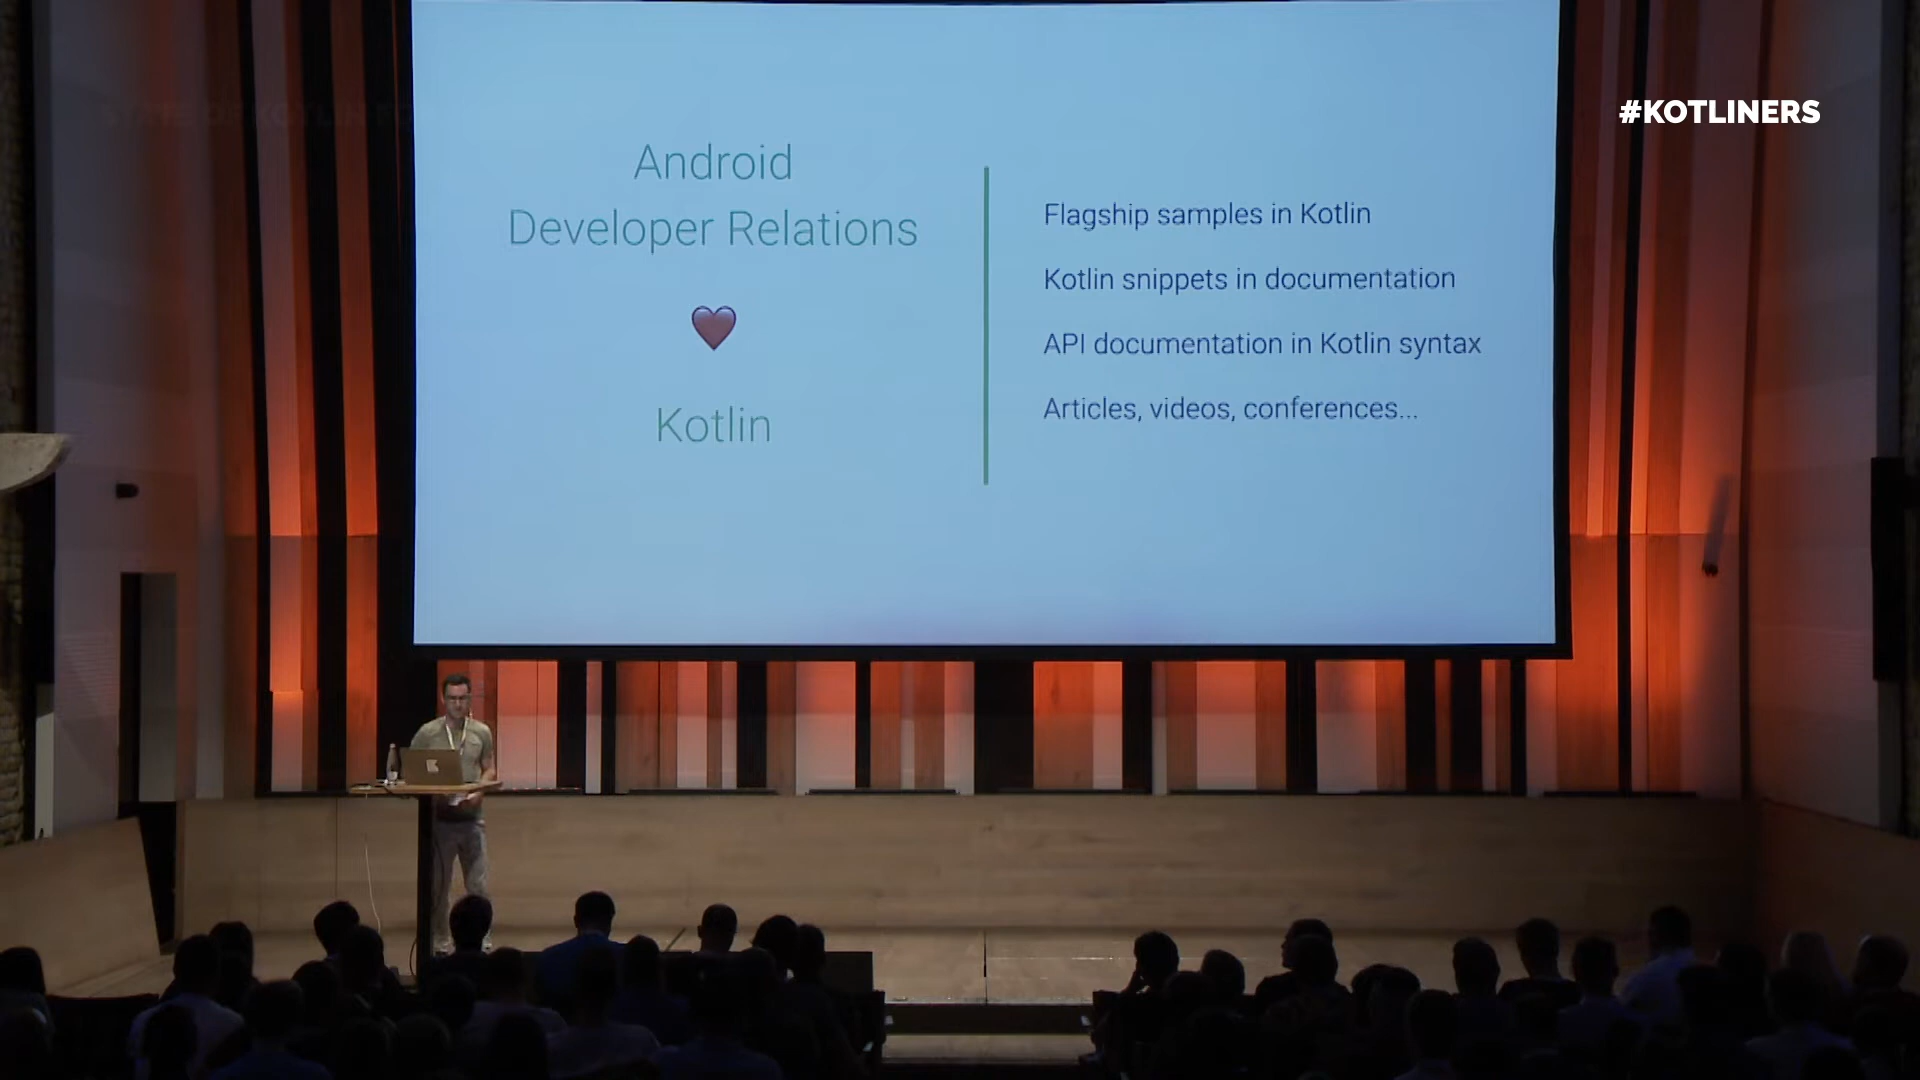 #KOTLINERS
Android
Developer Relations
❤
Kotlin
Flagship samples in Kotlin
Kotlin snippets in documentation
API documentation in Kotlin syntax
Articles, videos, conferences...